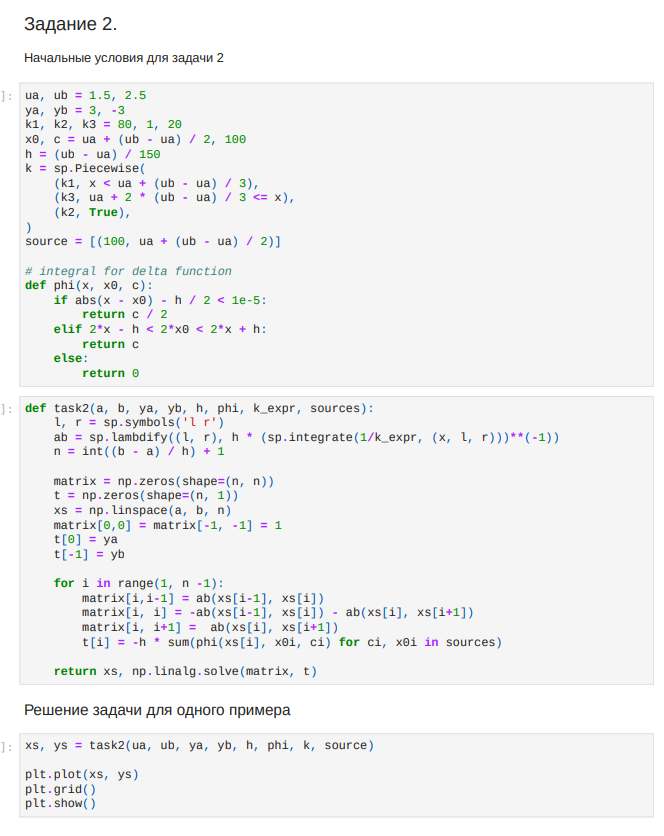 Задание 2.
Начальные условия для задачи 2
]: ua, ub = 1.5, 2.5
ya, yb = 3, -3
k1, k2, k3 = 80, 1, 20
x0, c = ua + (ub - ua) / 2, 100
h = (ub - ua) / 150
k = sp.Piecewise(
    (k1, x < ua + (ub - ua) / 3),
    (k3, ua + 2 * (ub - ua) / 3 <= x),
    (k2, True),
)
source = [(100, ua + (ub - ua) / 2)]

# integral for delta function
def phi(x, x0, c):
    if abs(x - x0) - h / 2 < 1e-5:
        return c / 2
    elif 2*x - h < 2*x0 < 2*x + h:
        return c
    else:
        return 0
]: def task2(a, b, ya, yb, h, phi, k_expr, sources):
    l, r = sp.symbols('l r')
    ab = sp.lambdify((l, r), h * (sp.integrate(1/k_expr, (x, l, r)))**(-1))
    n = int((b - a) / h) + 1

    matrix = np.zeros(shape=(n, n))
    t = np.zeros(shape=(n, 1))
    xs = np.linspace(a, b, n)
    matrix[0,0] = matrix[-1, -1] = 1
    t[0] = ya
    t[-1] = yb

    for i in range(1, n -1):
        matrix[i,i-1] = ab(xs[i-1], xs[i])
        matrix[i, i] = -ab(xs[i-1], xs[i]) - ab(xs[i], xs[i+1])
        matrix[i, i+1] =  ab(xs[i], xs[i+1])
        t[i] = -h * sum(phi(xs[i], x0i, ci) for ci, x0i in sources)

    return xs, np.linalg.solve(matrix, t)
Решение задачи для одного примера
]: xs, ys = task2(ua, ub, ya, yb, h, phi, k, source)

plt.plot(xs, ys)
plt.grid()
plt.show()